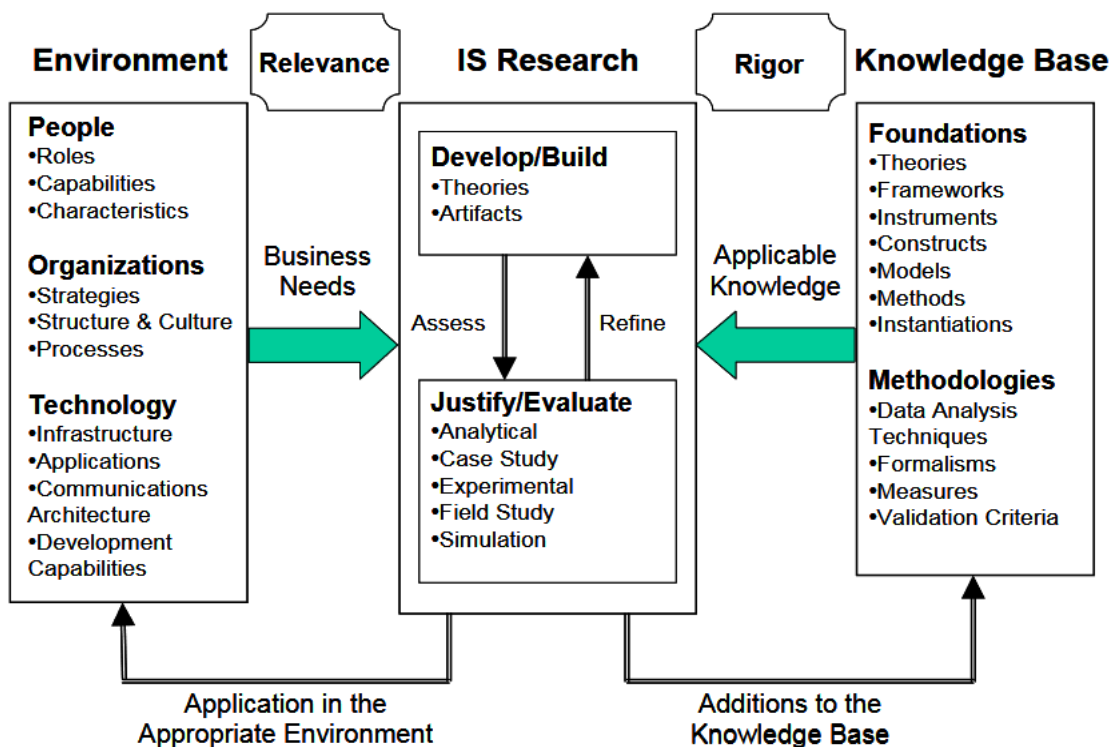 Environment
Relevance
IS Research
Rigor
Knowledge Base
People
•Roles
•Capabilities
•Characteristics
Organizations
•Strategies
•Structure & Culture
•Processes
Technology
•Infrastructure
•Applications
•Communications
Architecture
•Development
Capabilities
Business
Needs
Develop/Build
•Theories
•Artifacts
Assess
Refine
Justify/Evaluate
•Analytical
•Case Study
•Experimental
•Field Study
•Simulation
Applicable
Knowledge
Foundations
•Theories
•Frameworks
•Instruments
•Constructs
•Models
•Methods
•Instantiations
Methodologies
•Data Analysis
Techniques
•Formalisms
•Measures
•Validation Criteria
Application in the
Appropriate Environment
Additions to the
Knowledge Base